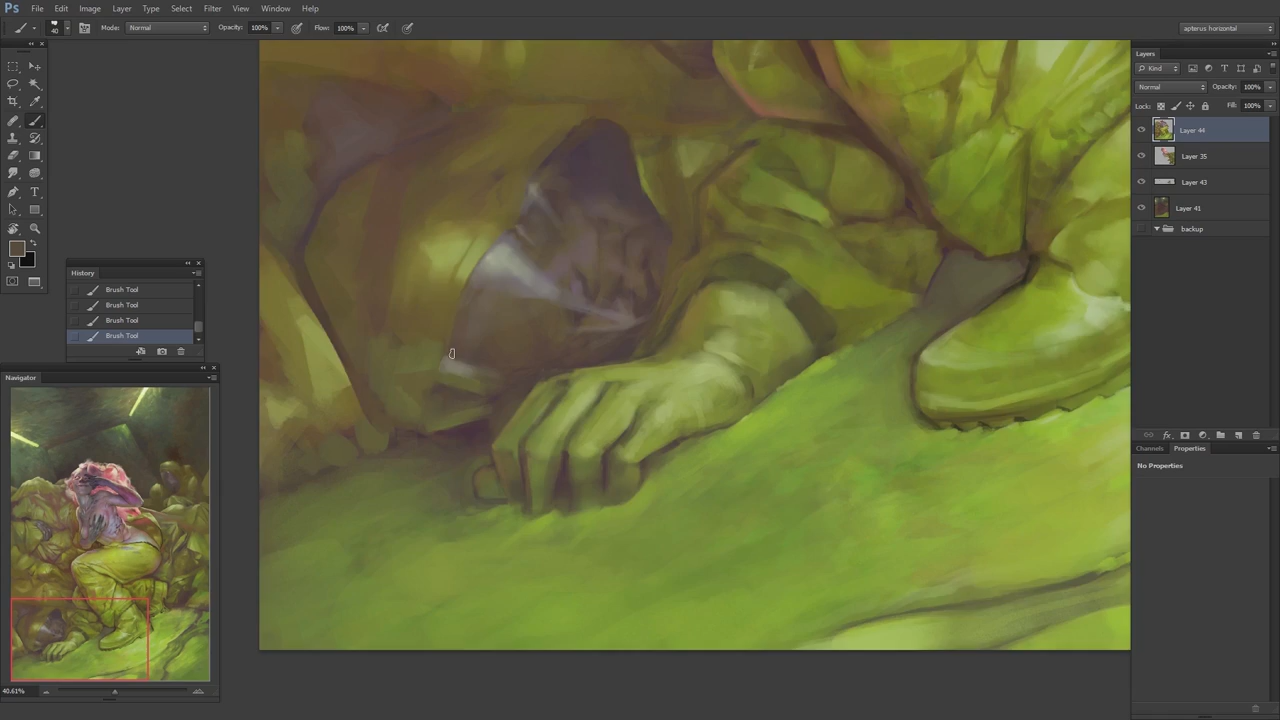 Ps File Edit Image Layer Type Select Filter View Window Help
40 Mode: Normal Opacity: 100% Flow: 100% apterus horizontal
Layers
Kind
Normal Opacity: 100%
Lock: Fill: 100%
Layer 44
Layer 35
Layer 43
Layer 41
backup
Channels Properties
No Properties
History
Brush Tool
Brush Tool
Brush Tool
Brush Tool
Navigator
40.61%